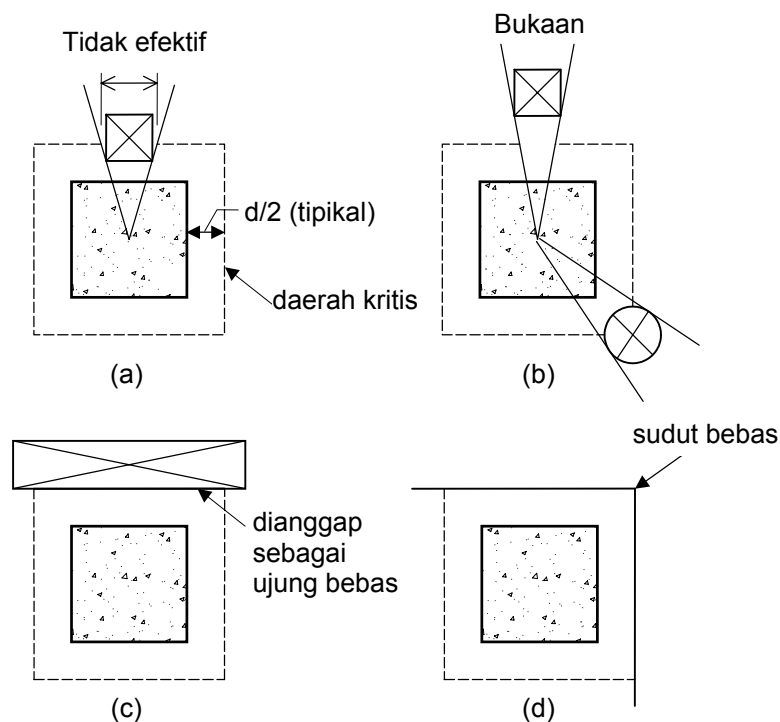 Tidak efektif
Bukaan
d/2 (tipikal)
daerah kritis
(a)
(b)
sudut bebas
dianggap
sebagai
ujung bebas
(c)
(d)